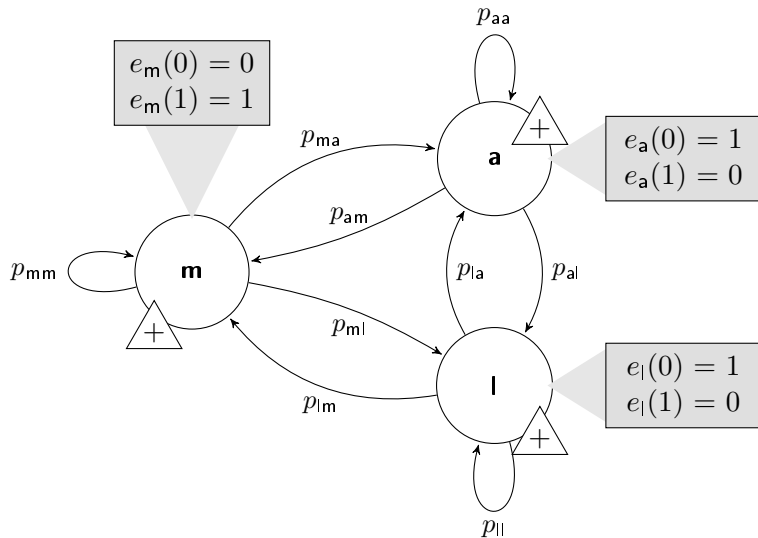 p_aa
e_m(0) = 0
e_m(1) = 1
p_ma
+
a
e_a(0) = 1
e_a(1) = 0
p_am
p_mm
m
p_la
p_al
+
p_ml
e_l(0) = 1
e_l(1) = 0
l
p_lm
+
p_ll